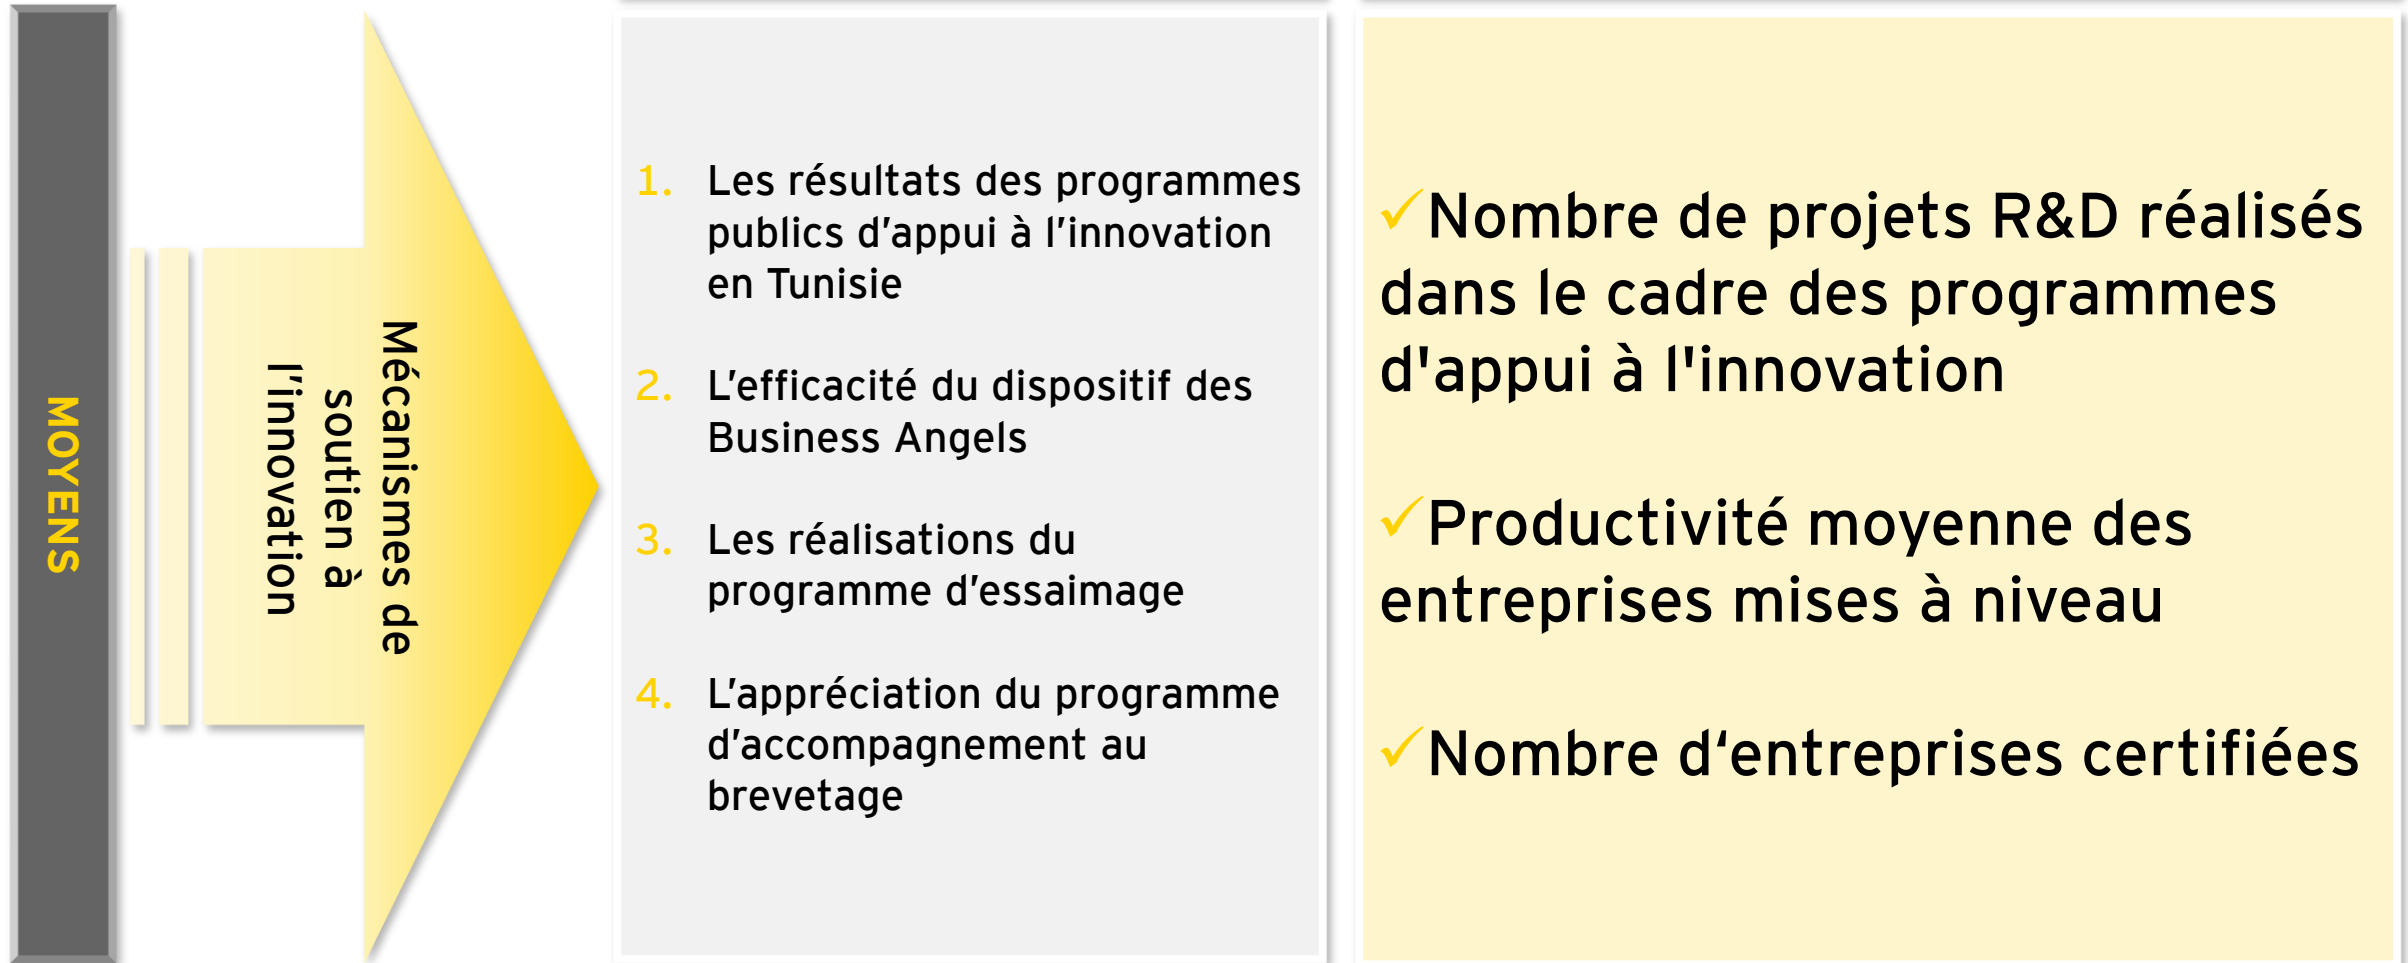 MOYENS
Mécanismes de
soutien à
l’innovation
1. Les résultats des programmes
publics d’appui à l’innovation
en Tunisie
2. L’efficacité du dispositif des
Business Angels
3. Les réalisations du
programme d’essaimage
4. L’appréciation du programme
d’accompagnement au
brevetage
✓Nombre de projets R&D réalisés
dans le cadre des programmes
d'appui à l'innovation
✓Productivité moyenne des
entreprises mises à niveau
✓Nombre d‘entreprises certifiées